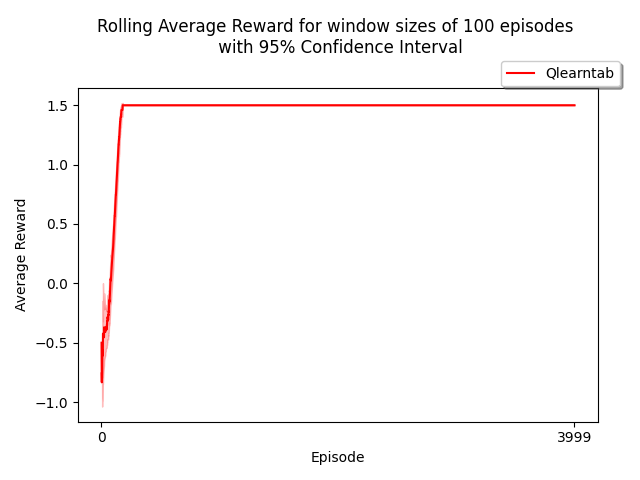 Rolling Average Reward for window sizes of 100 episodes
with 95% Confidence Interval
Qlearntab
1.5
1.0
0.5
0.0
−0.5
−1.0
Average Reward
0
3999
Episode